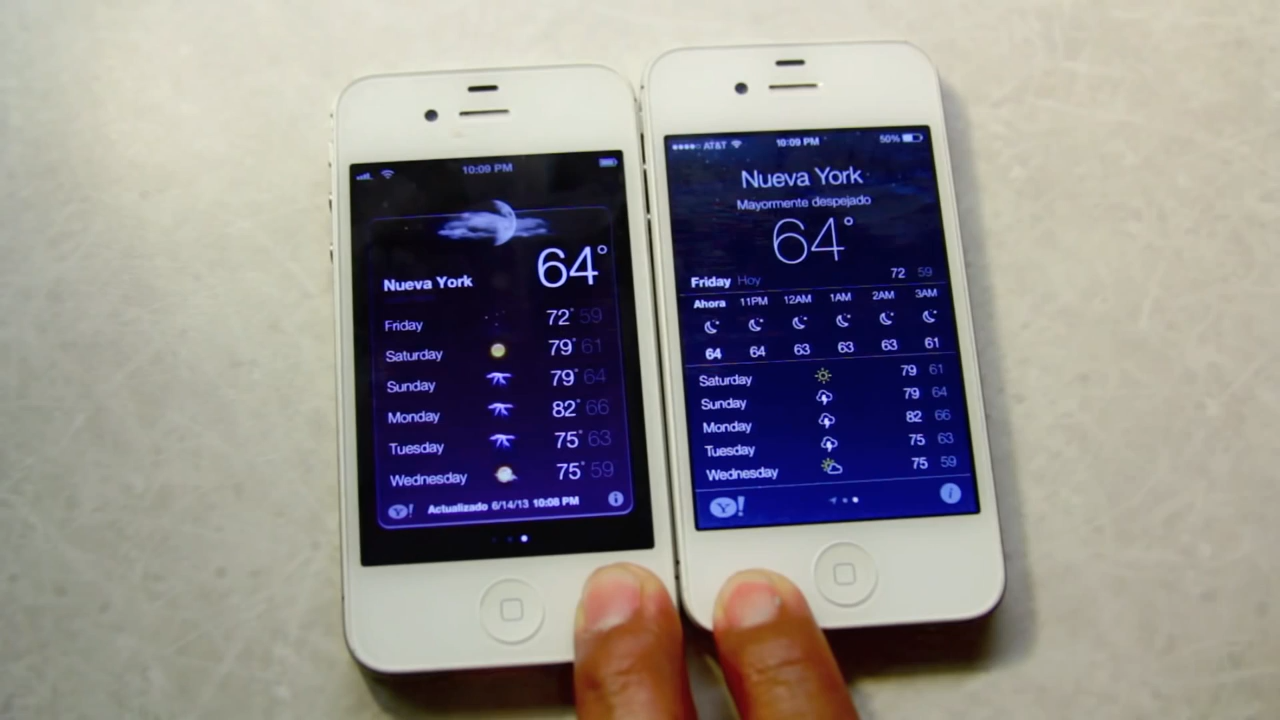 10:09 PM
64°
Nueva York
Friday 72° 59
Saturday 79° 61
Sunday 79° 64
Monday 82° 66
Tuesday 75° 63
Wednesday 75° 59
Y! Actualizado 6/14/13 10:08 PM i
AT&T 10:09 PM 50%
Nueva York
Mayormente despejado
64°
Friday Hoy 72 59
Ahora 11PM 12AM 1AM 2AM 3AM
64 64 63 63 63 61
Saturday 79 61
Sunday 79 64
Monday 82 66
Tuesday 75 63
Wednesday 75 59
Y! i